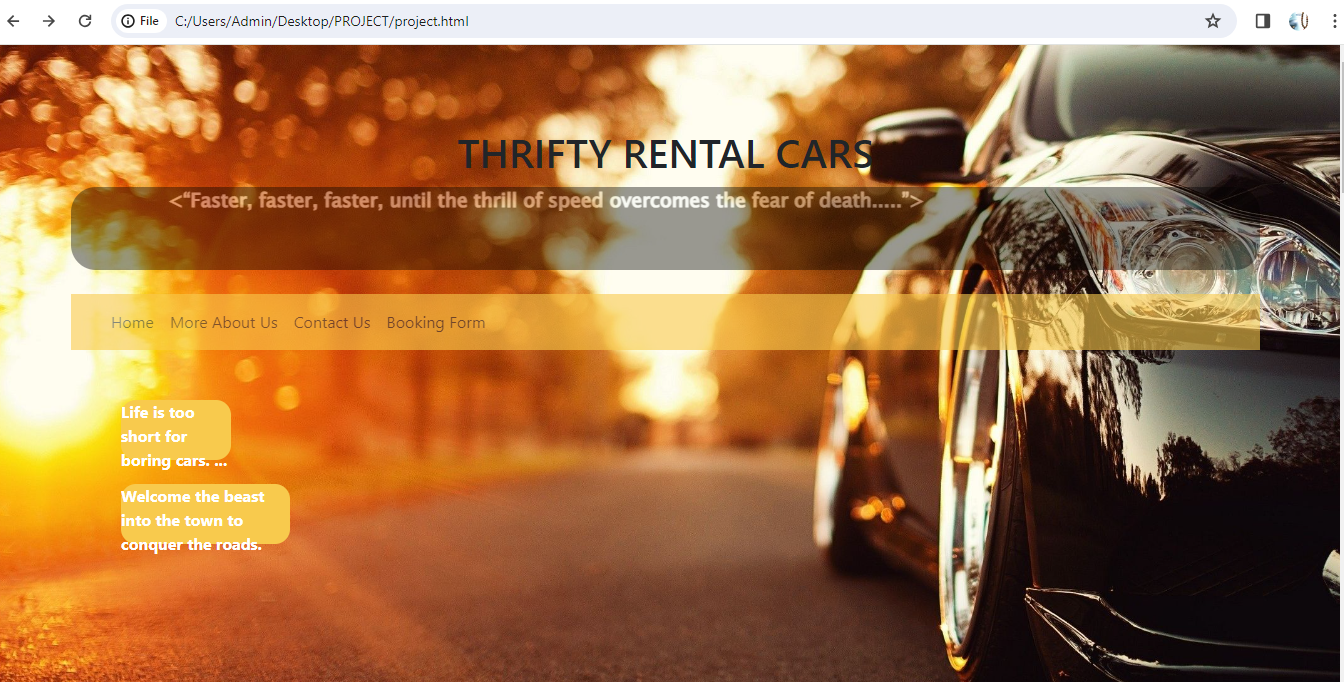 File C:/Users/Admin/Desktop/PROJECT/project.html
THRIFTY RENTAL CARS
<“Faster, faster, faster, until the thrill of speed overcomes the fear of death.....”>
Home More About Us Contact Us Booking Form
Life is too
short for
boring cars. ...
Welcome the beast
into the town to
conquer the roads.